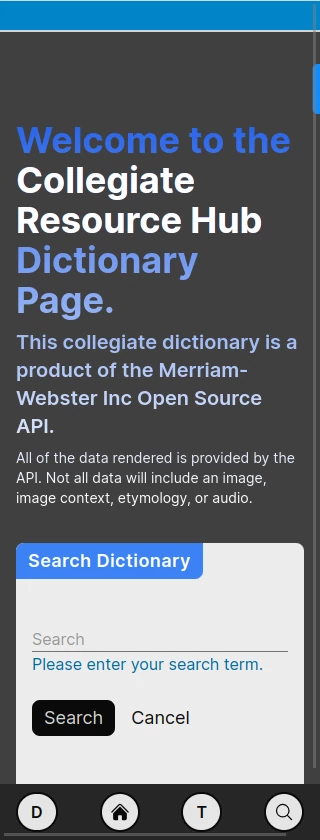 Welcome to the
Collegiate
Resource Hub
Dictionary
Page.
This collegiate dictionary is a
product of the Merriam-
Webster Inc Open Source
API.
All of the data rendered is provided by the
API. Not all data will include an image,
image context, etymology, or audio.
Search Dictionary
Search
Please enter your search term.
Search Cancel
D T